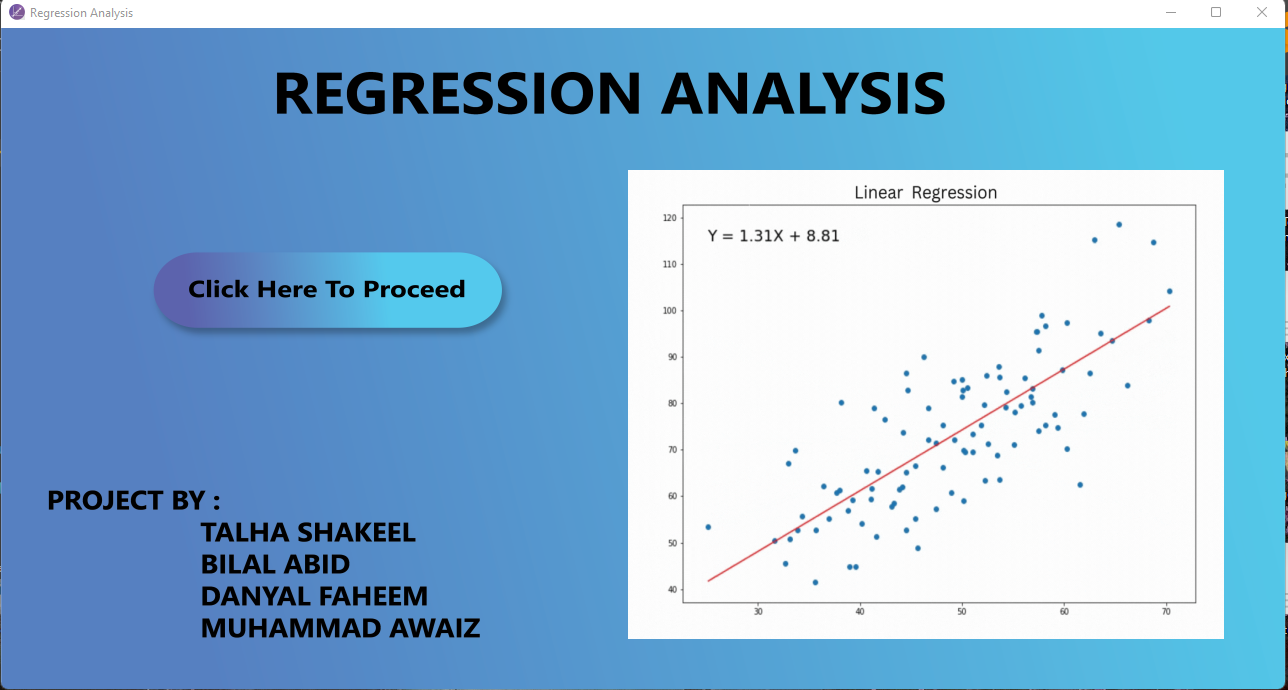 Regression Analysis
REGRESSION ANALYSIS
Click Here To Proceed
PROJECT BY :
TALHA SHAKEEL
BILAL ABID
DANYAL FAHEEM
MUHAMMAD AWAIZ
Linear Regression
Y = 1.31X + 8.81
120
110
100
90
80
70
60
50
40
30 40 50 60 70